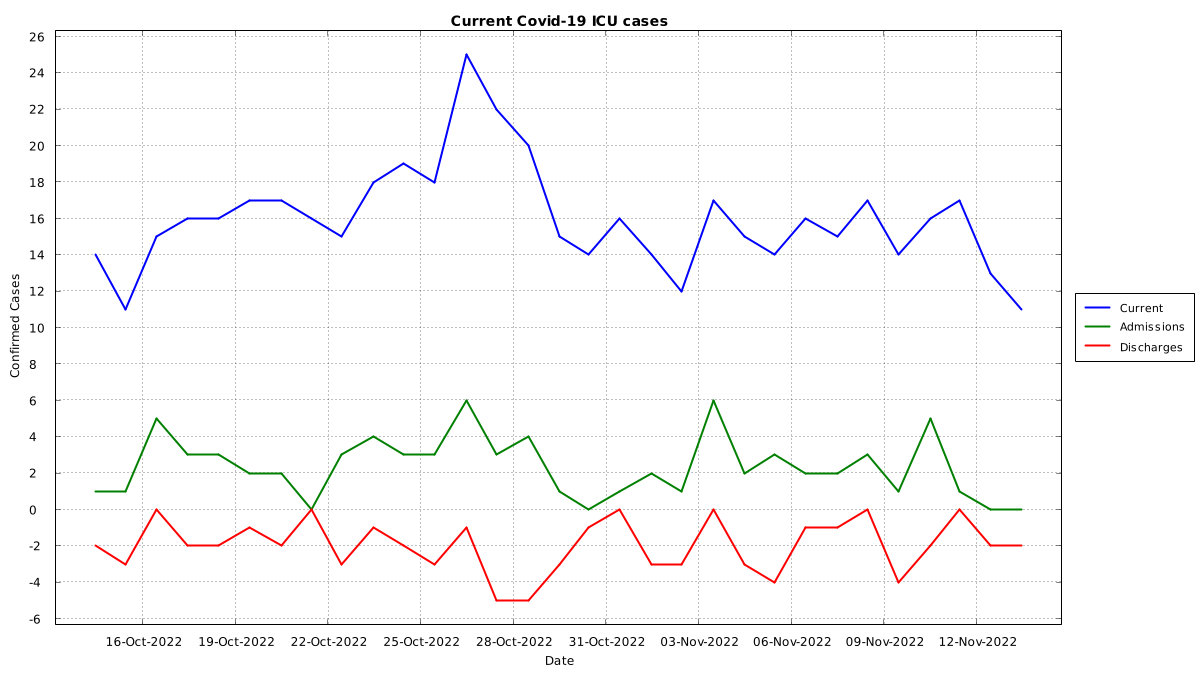 Current Covid-19 ICU cases
26
24
22
20
18
16
14
12
10
8
6
4
2
0
-2
-4
-6
Confirmed Cases
16-Oct-2022 19-Oct-2022 22-Oct-2022 25-Oct-2022 28-Oct-2022 31-Oct-2022 03-Nov-2022 06-Nov-2022 09-Nov-2022 12-Nov-2022
Date
Current
Admissions
Discharges